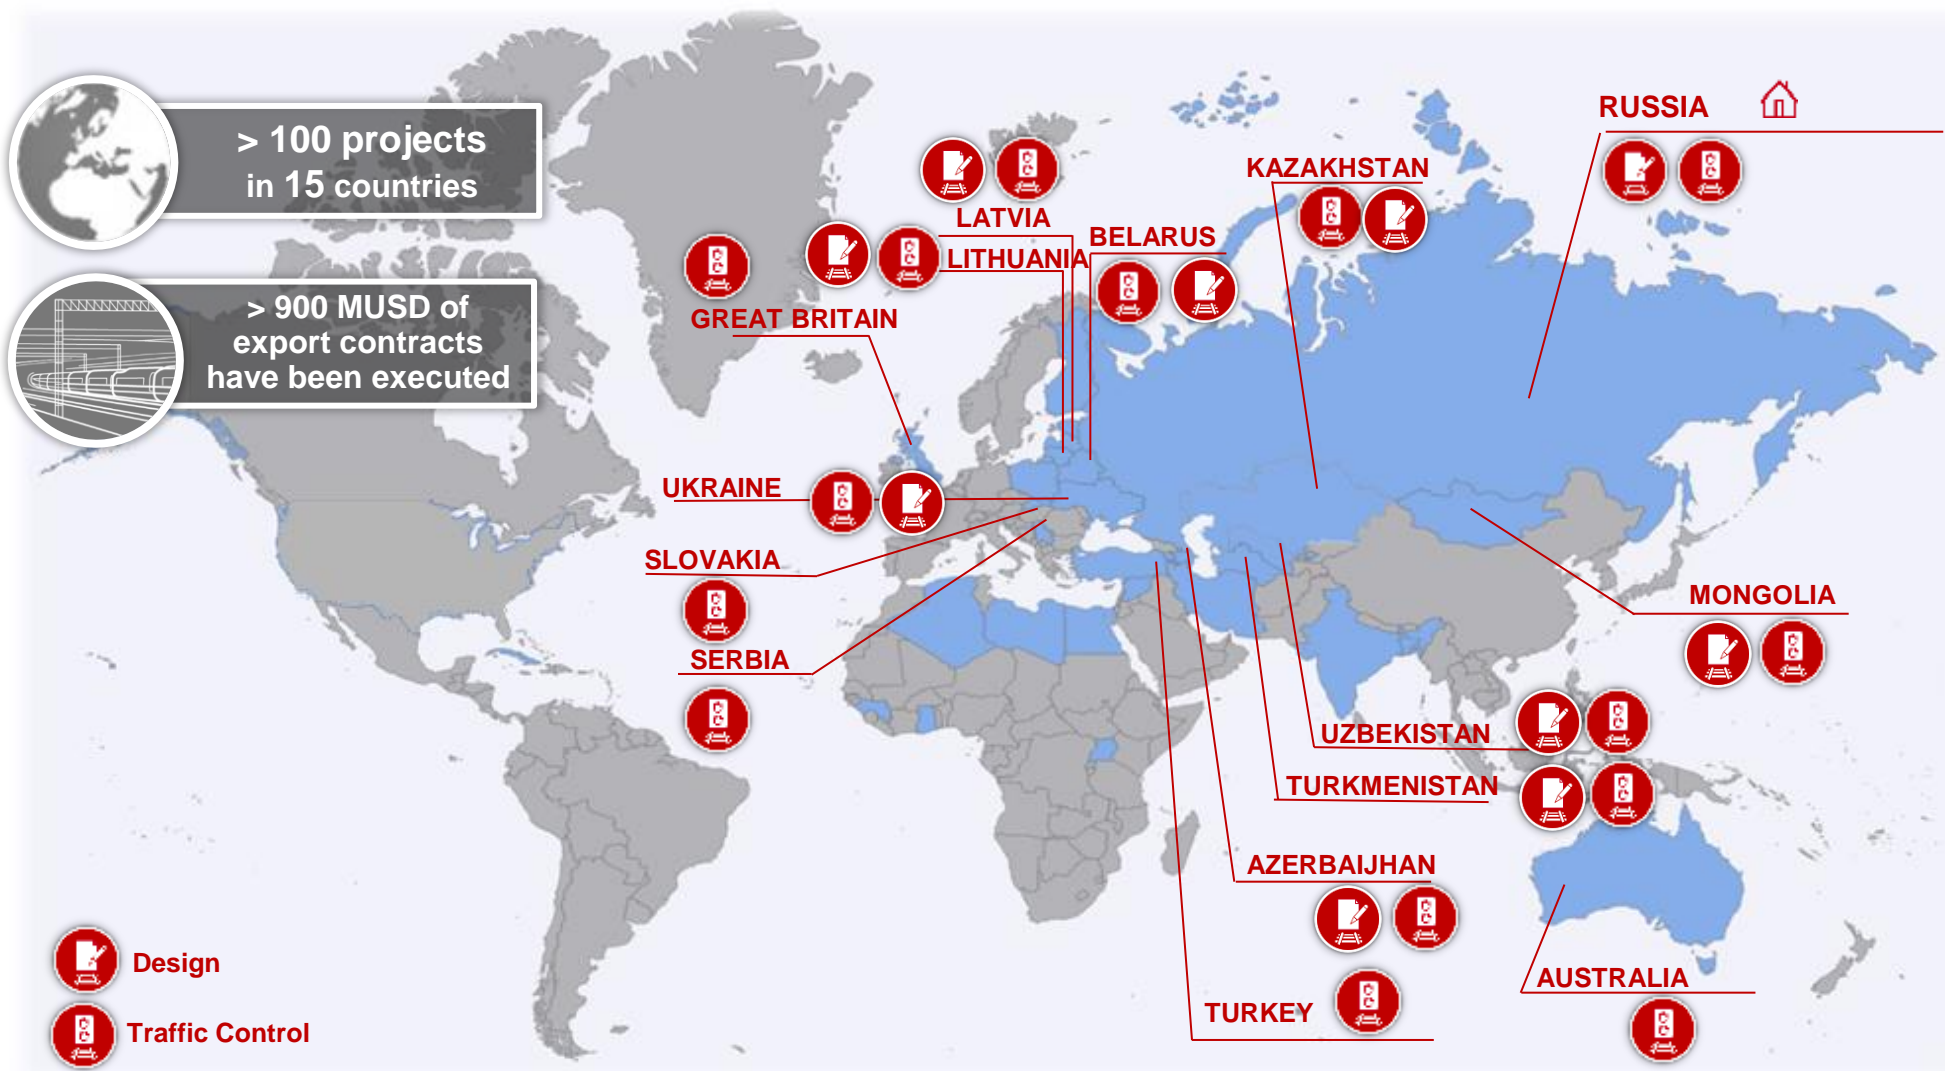 > 100 projects
in 15 countries
> 900 MUSD of
export contracts
have been executed
RUSSIA
KAZAKHSTAN
LATVIA
BELARUS
LITHUANIA
GREAT BRITAIN
UKRAINE
SLOVAKIA
SERBIA
MONGOLIA
UZBEKISTAN
TURKMENISTAN
AZERBAIJHAN
AUSTRALIA
TURKEY
Design
Traffic Control